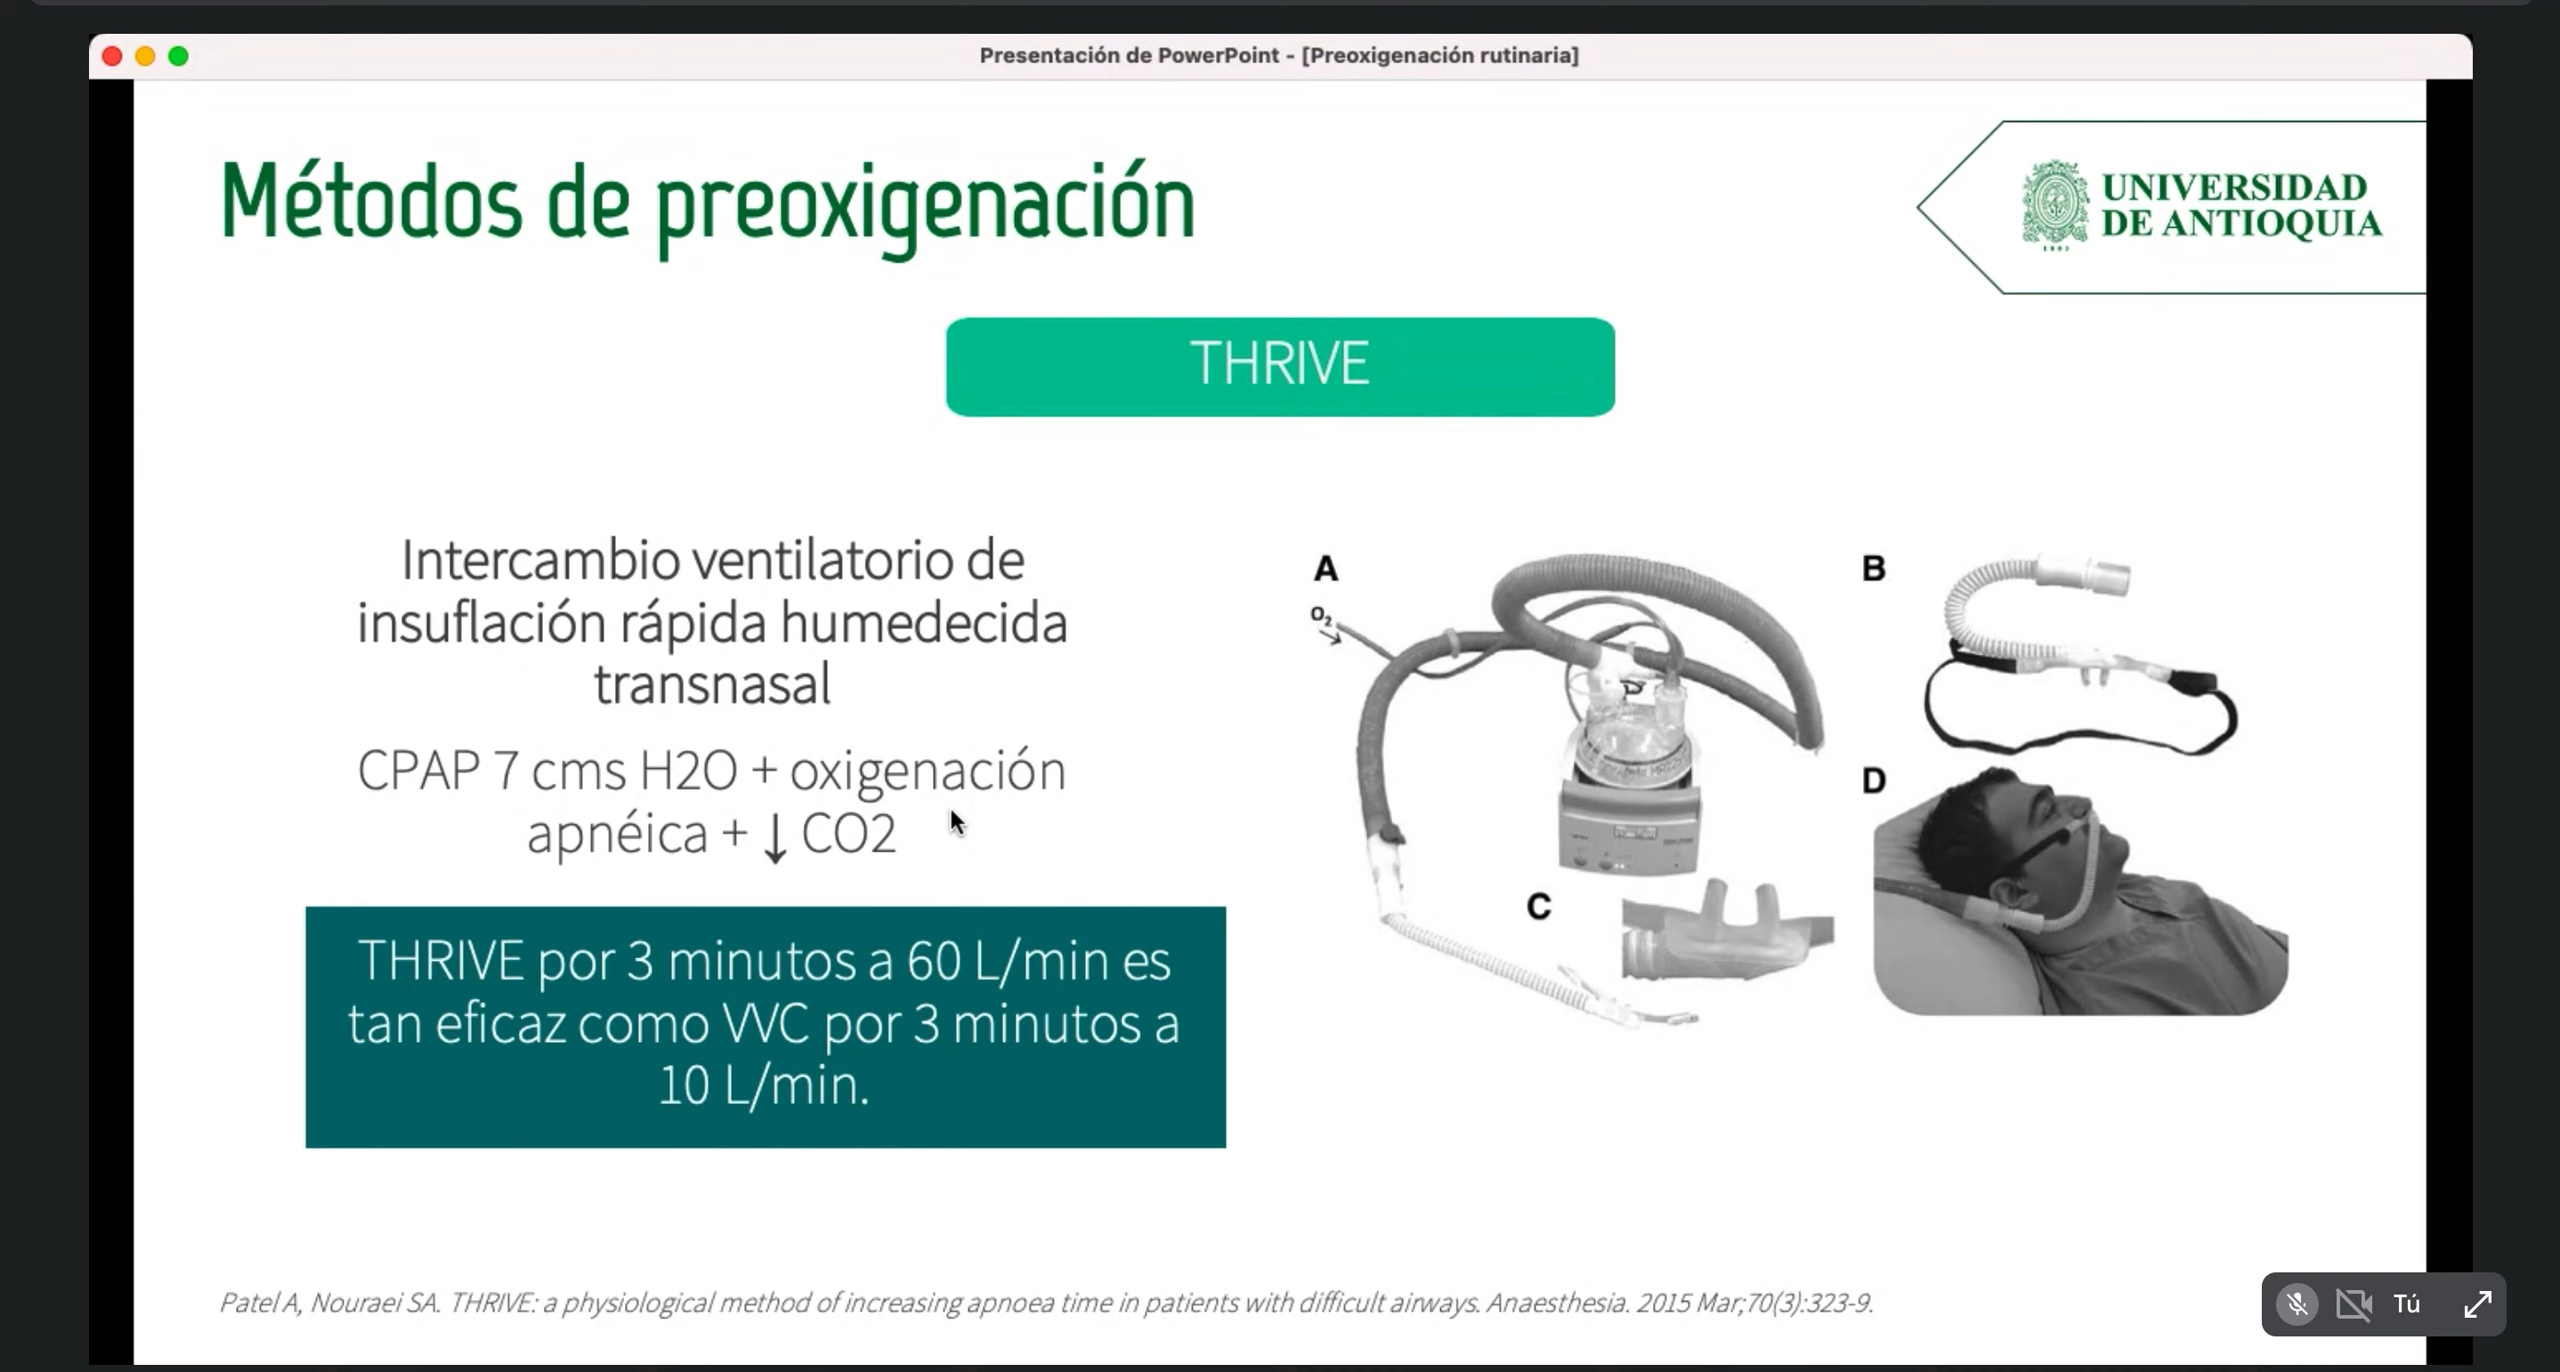 Presentación de PowerPoint - [Preoxigenación rutinaria]
Métodos de preoxigenación
UNIVERSIDAD
DE ANTIOQUIA
1803
THRIVE
Intercambio ventilatorio de
insuflación rápida humedecida
transnasal
CPAP 7 cms H2O + oxigenación
apnéica + ↓ CO2
THRIVE por 3 minutos a 60 L/min es
tan eficaz como VVC por 3 minutos a
10 L/min.
A
O₂
B
C
D
Patel A, Nouraei SA. THRIVE: a physiological method of increasing apnoea time in patients with difficult airways. Anaesthesia. 2015 Mar;70(3):323-9.
Tú